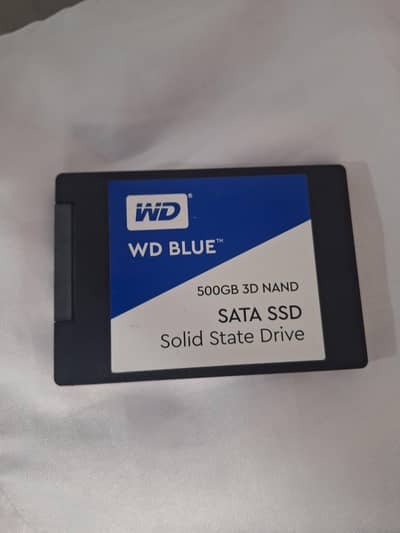 WD®
WD BLUE™
500GB 3D NAND
SATA SSD
Solid State Drive